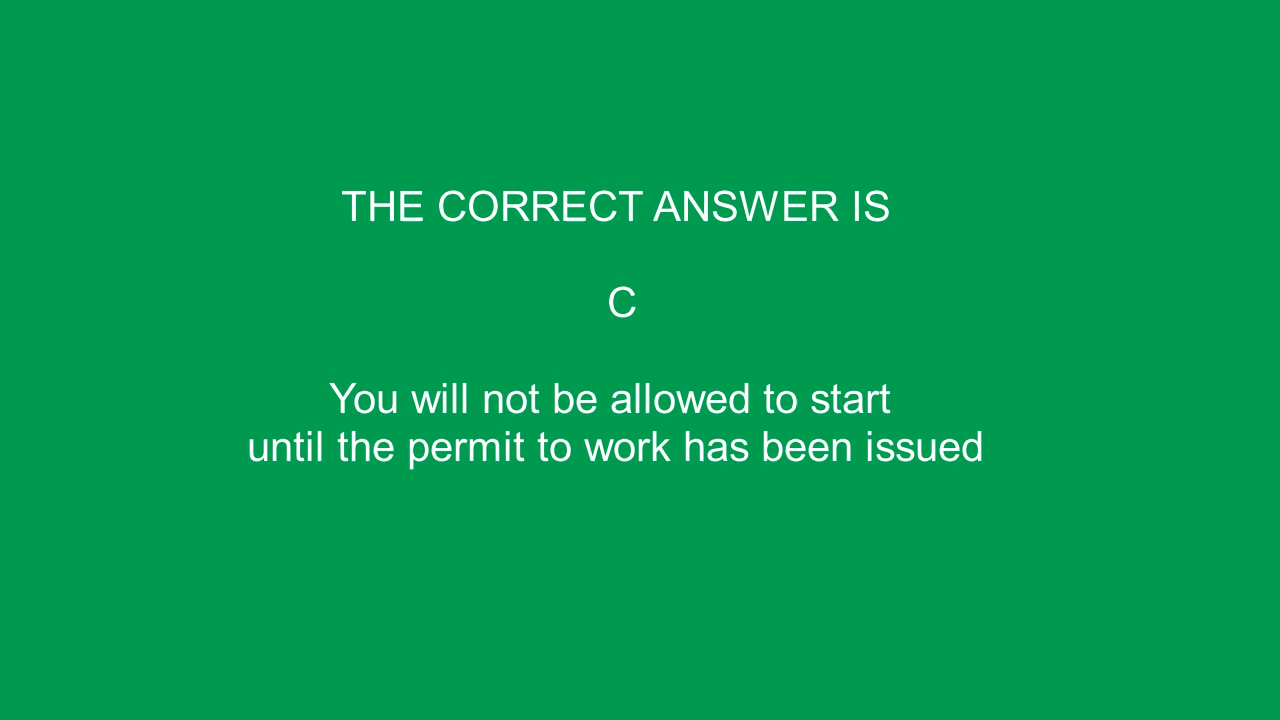 THE CORRECT ANSWER IS
C
You will not be allowed to start
until the permit to work has been issued